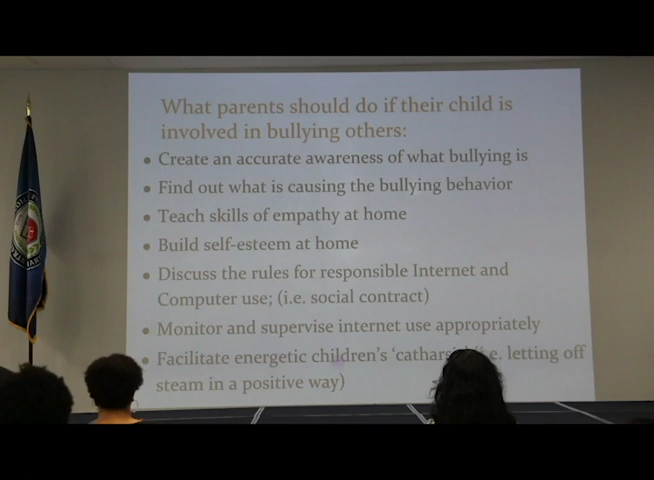 What parents should do if their child is
involved in bullying others:
• Create an accurate awareness of what bullying is
• Find out what is causing the bullying behavior
• Teach skills of empathy at home
• Build self-esteem at home
• Discuss the rules for responsible Internet and
Computer use; (i.e. social contract)
• Monitor and supervise internet use appropriately
• Facilitate energetic children's ‘catharsis’ (i.e. letting off
steam in a positive way)